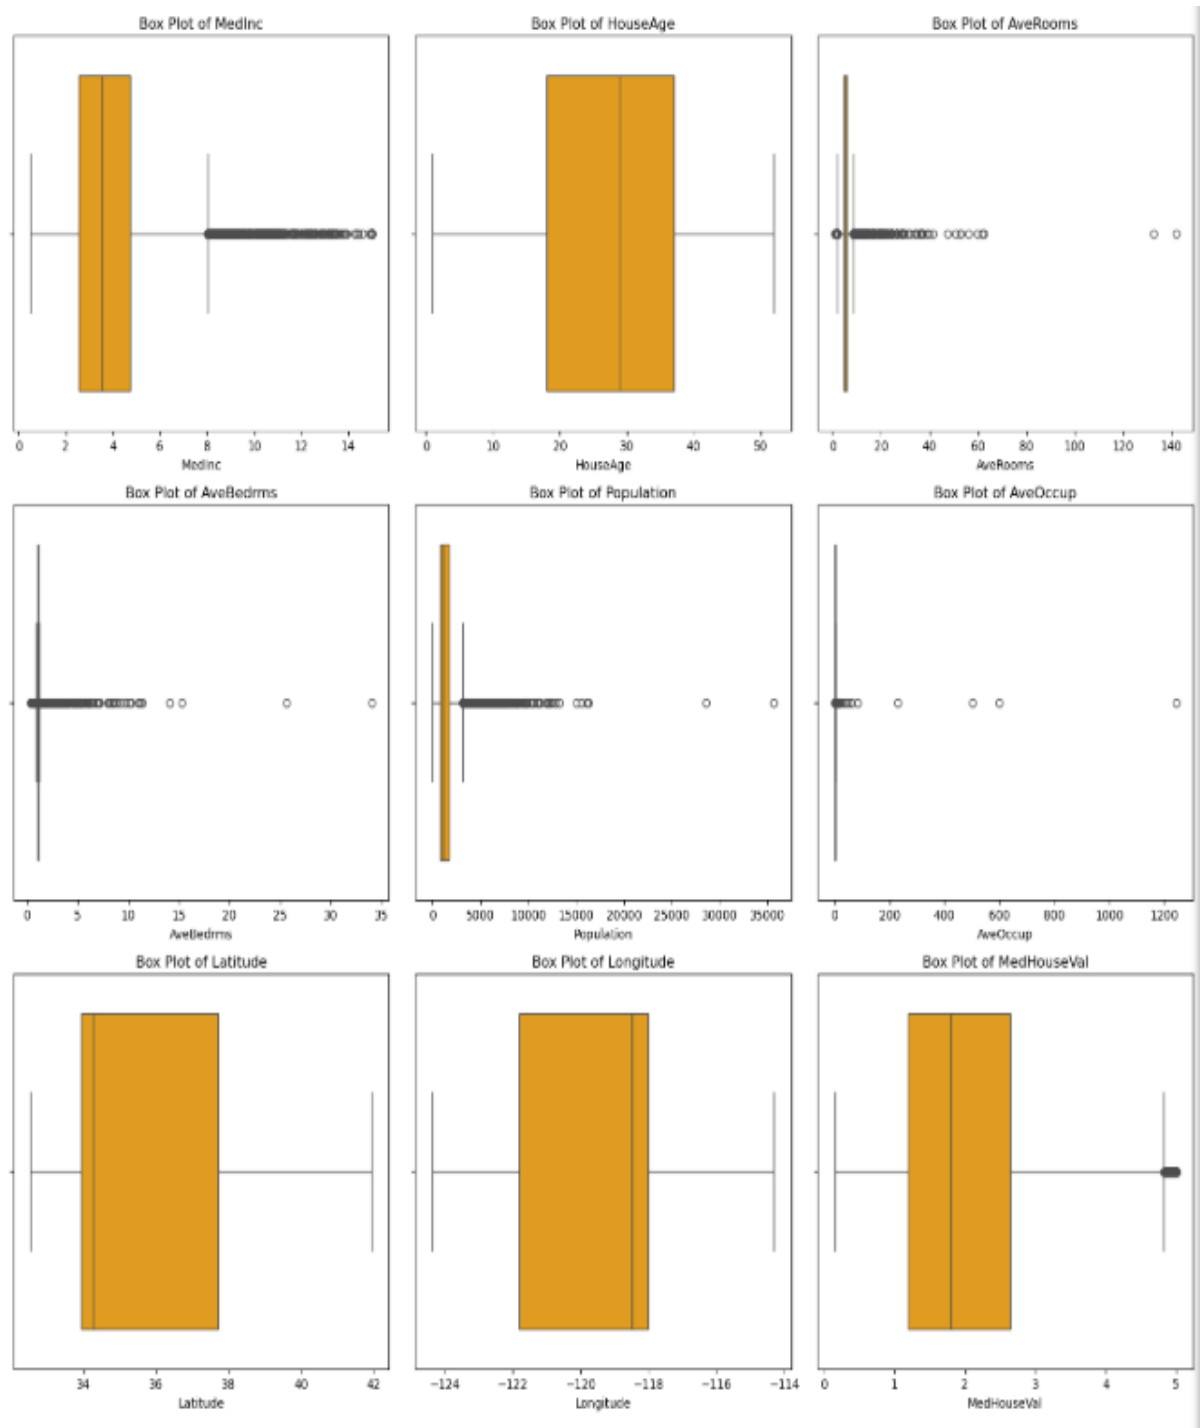 Box Plot of MedInc Box Plot of HouseAge Box Plot of AveRooms
0 2 4 6 8 10 12 14 0 10 20 30 40 50 0 20 40 60 80 100 120 140
MedInc HouseAge AveRooms
Box Plot of AveBedrms Box Plot of Population Box Plot of AveOccup
0 5 10 15 20 25 30 35 0 5000 10000 15000 20000 25000 30000 35000 0 200 400 600 800 1000 1200
AveBedrms Population AveOccup
Box Plot of Latitude Box Plot of Longitude Box Plot of MedHouseVal
34 36 38 40 42 −124 −122 −120 −118 −116 −114 0 1 2 3 4 5
Latitude Longitude MedHouseVal